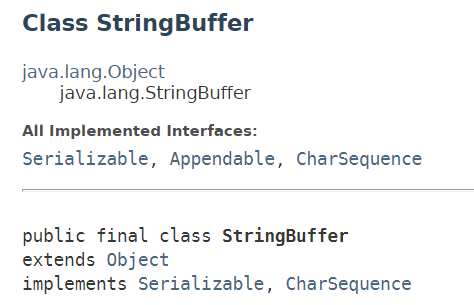 Class StringBuffer
java.lang.Object
java.lang.StringBuffer
All Implemented Interfaces:
Serializable, Appendable, CharSequence
public final class StringBuffer
extends Object
implements Serializable, CharSequence